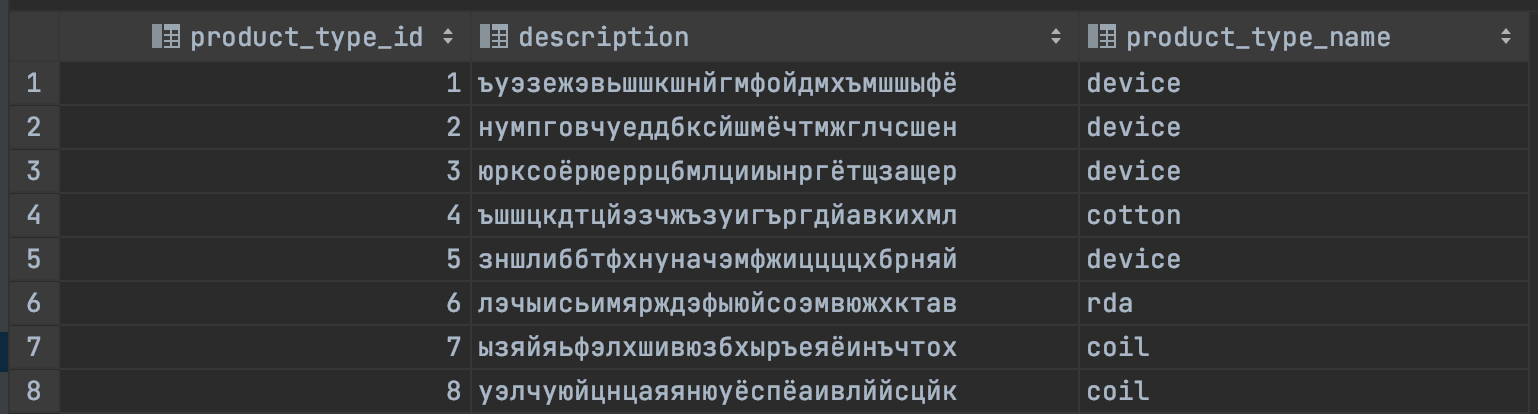 product_type_id description product_type_name
1 1 ъуэзежэвьшшкшнйгмфойдмхъмшшыфё device
2 2 нумпговчуеддбксйшмёчтмжглчсшен device
3 3 юрксоёрюеррцбмлцииынргётщзащер device
4 4 ъшшцкдтцйэзчжъзуигъргдйавкихмл cotton
5 5 зншлиббтфхнуначэмфжиццццхбрняй device
6 6 лэчыисьимярждэфыюйсоэмвюжхктав rda
7 7 ызяйяьфэлхшивюзбхыръеяёинъчтох coil
8 8 уэлчуюйцнцаяянюуёспёаивлййсцйк coil